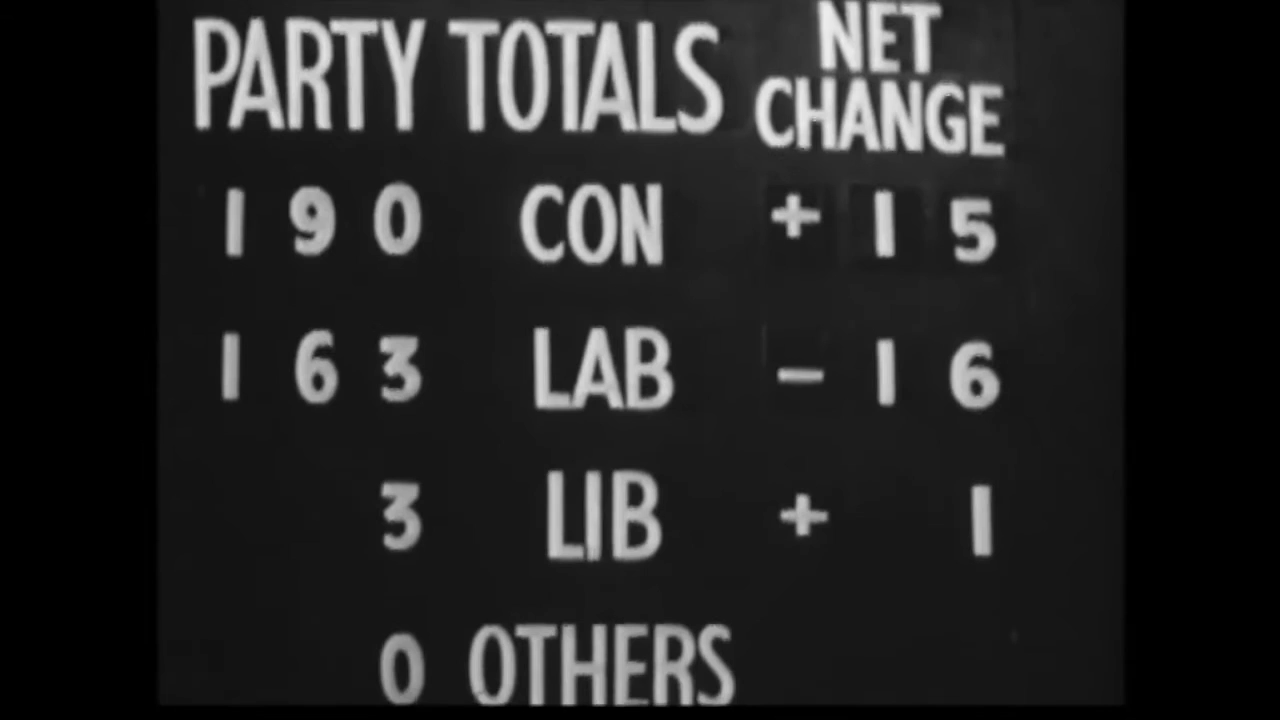 PARTY TOTALS NET CHANGE
190 CON +15
163 LAB -16
3 LIB + 1
0 OTHERS